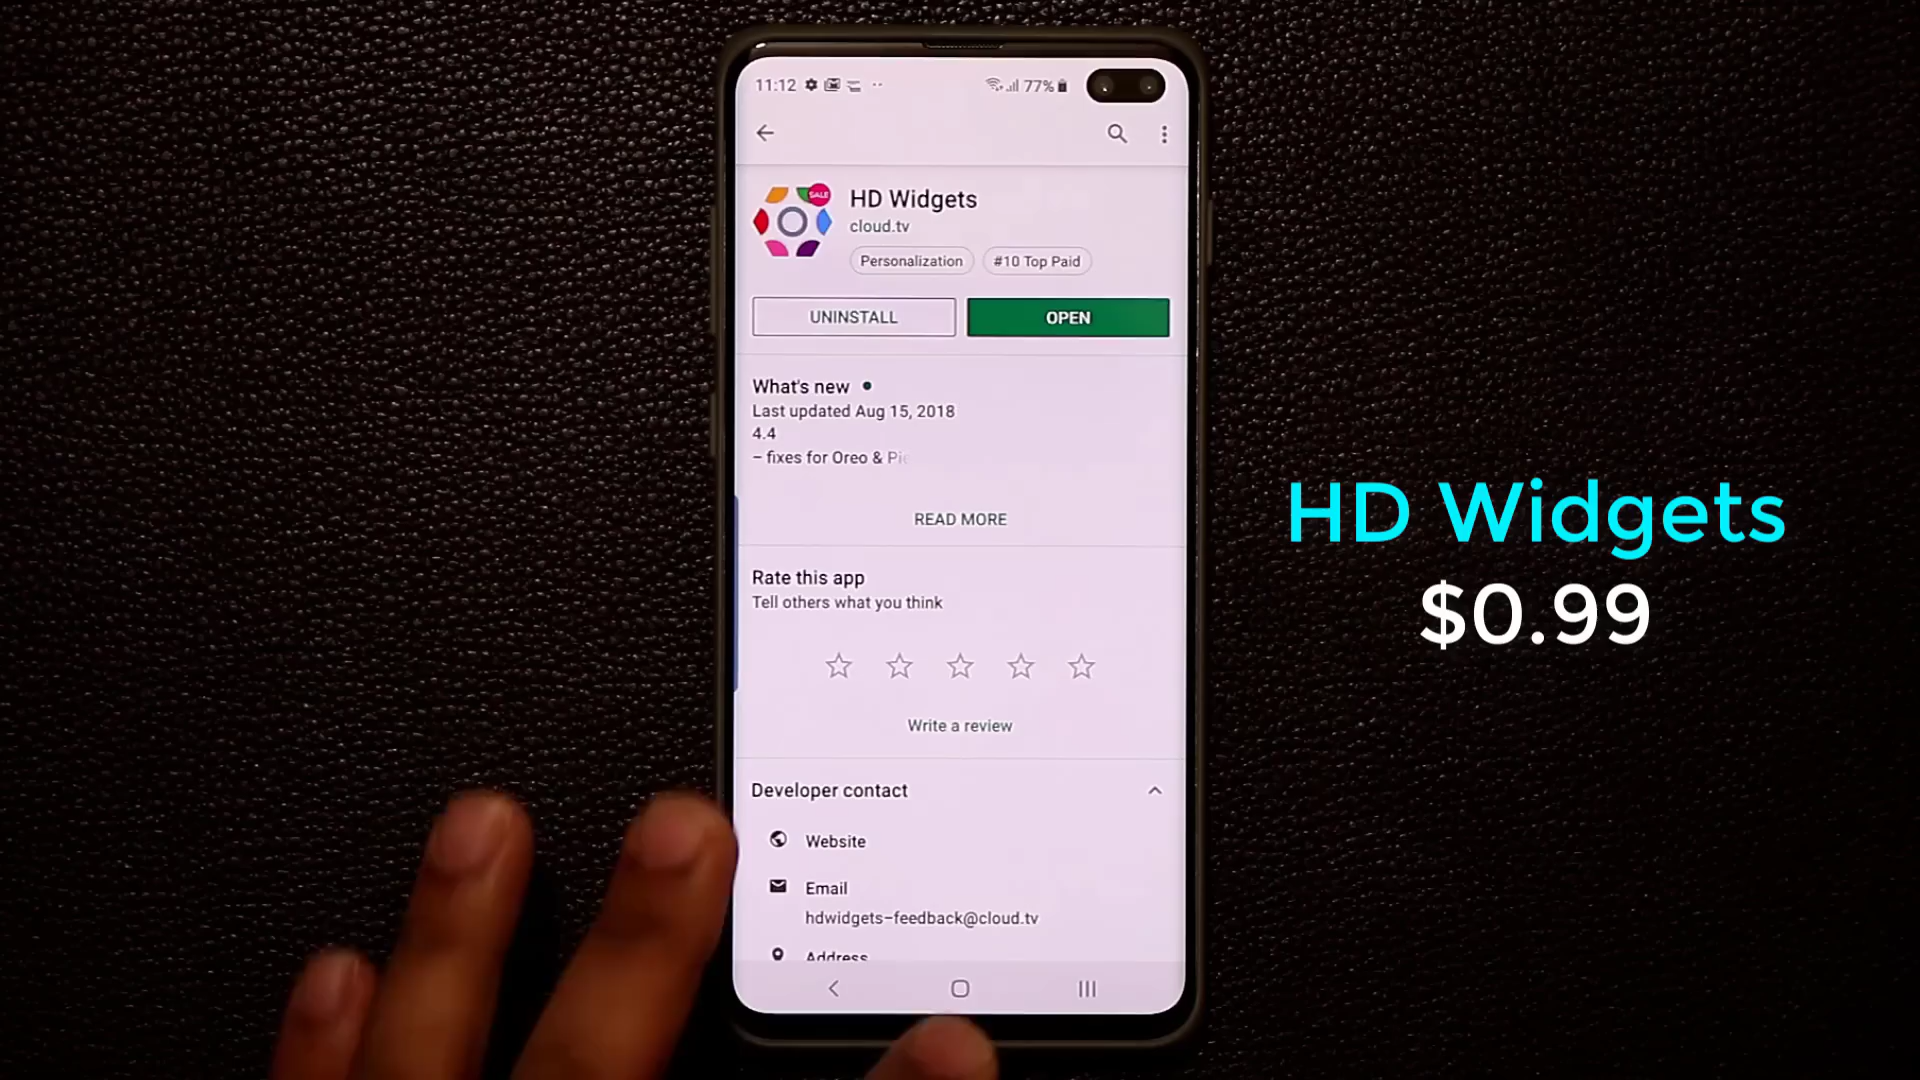 11:12
77%
SALE
HD Widgets
cloud.tv
Personalization
#10 Top Paid
UNINSTALL
OPEN
What's new
Last updated Aug 15, 2018
4.4
– fixes for Oreo & Pie
READ MORE
Rate this app
Tell others what you think
Write a review
Developer contact
Website
Email
hdwidgets-feedback@cloud.tv
Address
HD Widgets
$0.99